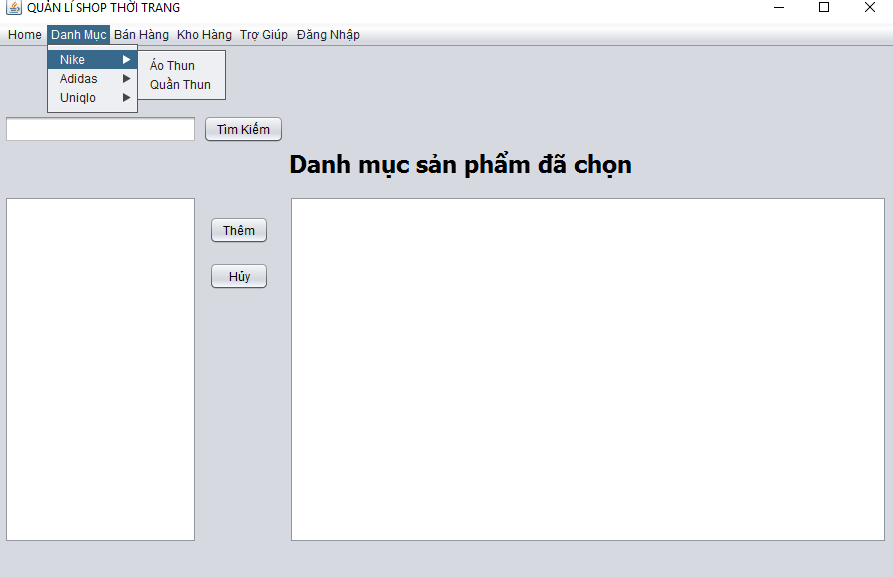 QUẢN LÍ SHOP THỜI TRANG
Home Danh Mục Bán Hàng Kho Hàng Trợ Giúp Đăng Nhập
Nike
Adidas
Uniqlo
Áo Thun
Quần Thun
Tìm Kiếm
Danh mục sản phẩm đã chọn
Thêm
Hủy